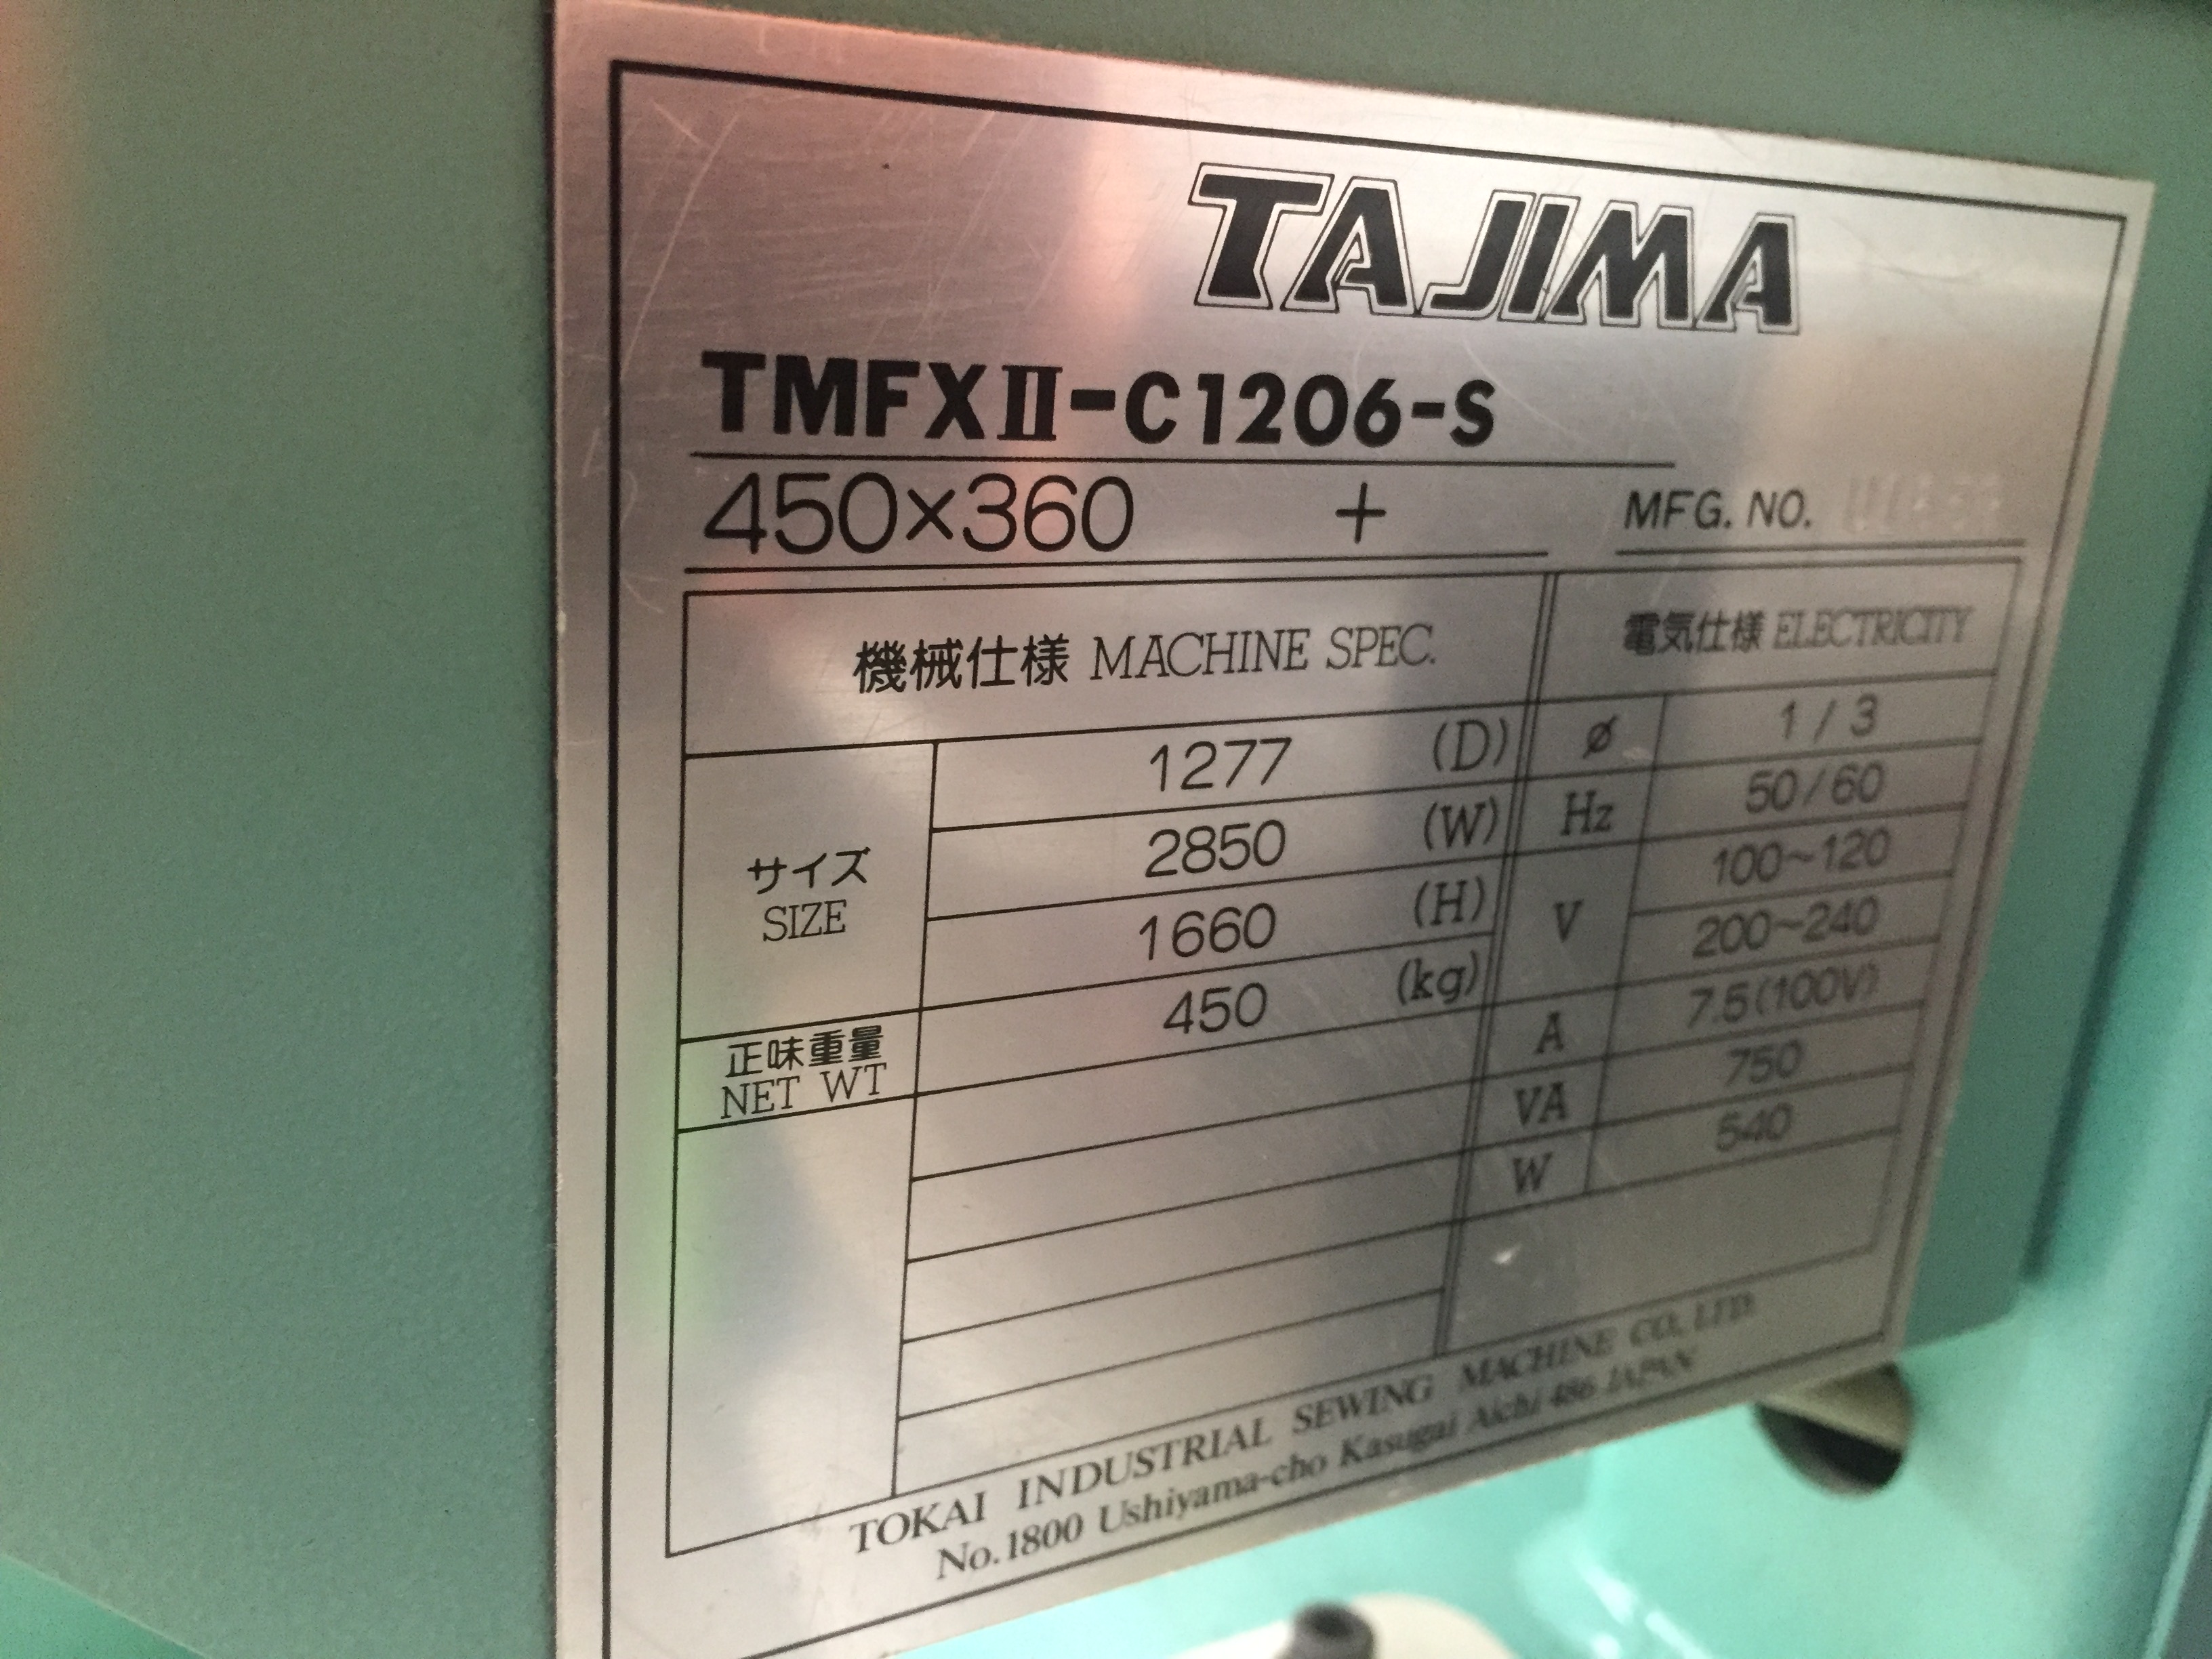 TAJIMA
TMFXII-C1206-S
450×360 +
MFG. NO.
機械仕様 MACHINE SPEC.
サイズ
SIZE
1277 (D)
2850 (W)
1660 (H)
正味重量
NET WT
450 (kg)
電気仕様 ELECTRICITY
ø 1 / 3
Hz 50/60
V 100~120
200~240
A 7.5(100V)
VA 750
W 540
TOKAI INDUSTRIAL SEWING MACHINE CO., LTD.
No.1800 Ushiyama-cho Kasugai Aichi 486 JAPAN